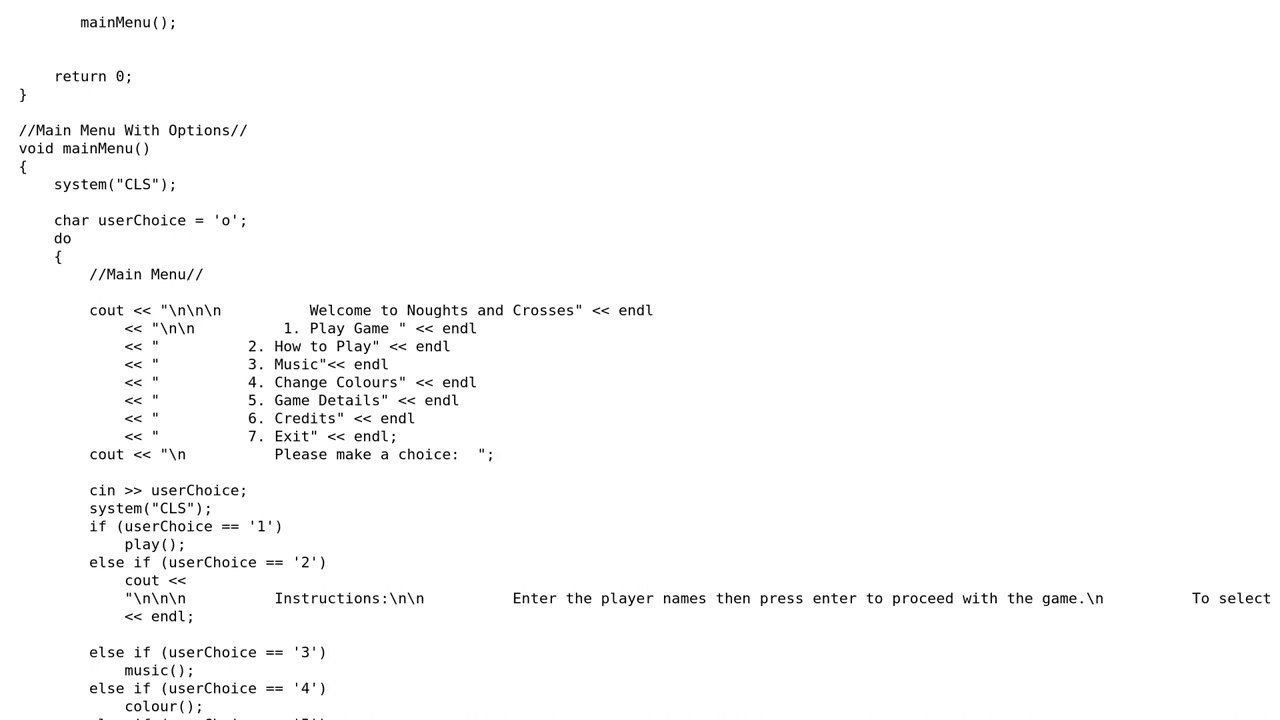 mainMenu();


    return 0;
}

//Main Menu With Options//
void mainMenu()
{
    system("CLS");

    char userChoice = 'o';
    do
    {
        //Main Menu//

        cout << "\n\n\n          Welcome to Noughts and Crosses" << endl
            << "\n\n          1. Play Game " << endl
            << "          2. How to Play" << endl
            << "          3. Music"<< endl
            << "          4. Change Colours" << endl
            << "          5. Game Details" << endl
            << "          6. Credits" << endl
            << "          7. Exit" << endl;
        cout << "\n          Please make a choice:  ";

        cin >> userChoice;
        system("CLS");
        if (userChoice == '1')
            play();
        else if (userChoice == '2')
            cout <<
            "\n\n\n          Instructions:\n\n          Enter the player names then press enter to proceed with the game.\n          To select
            << endl;

        else if (userChoice == '3')
            music();
        else if (userChoice == '4')
            colour();